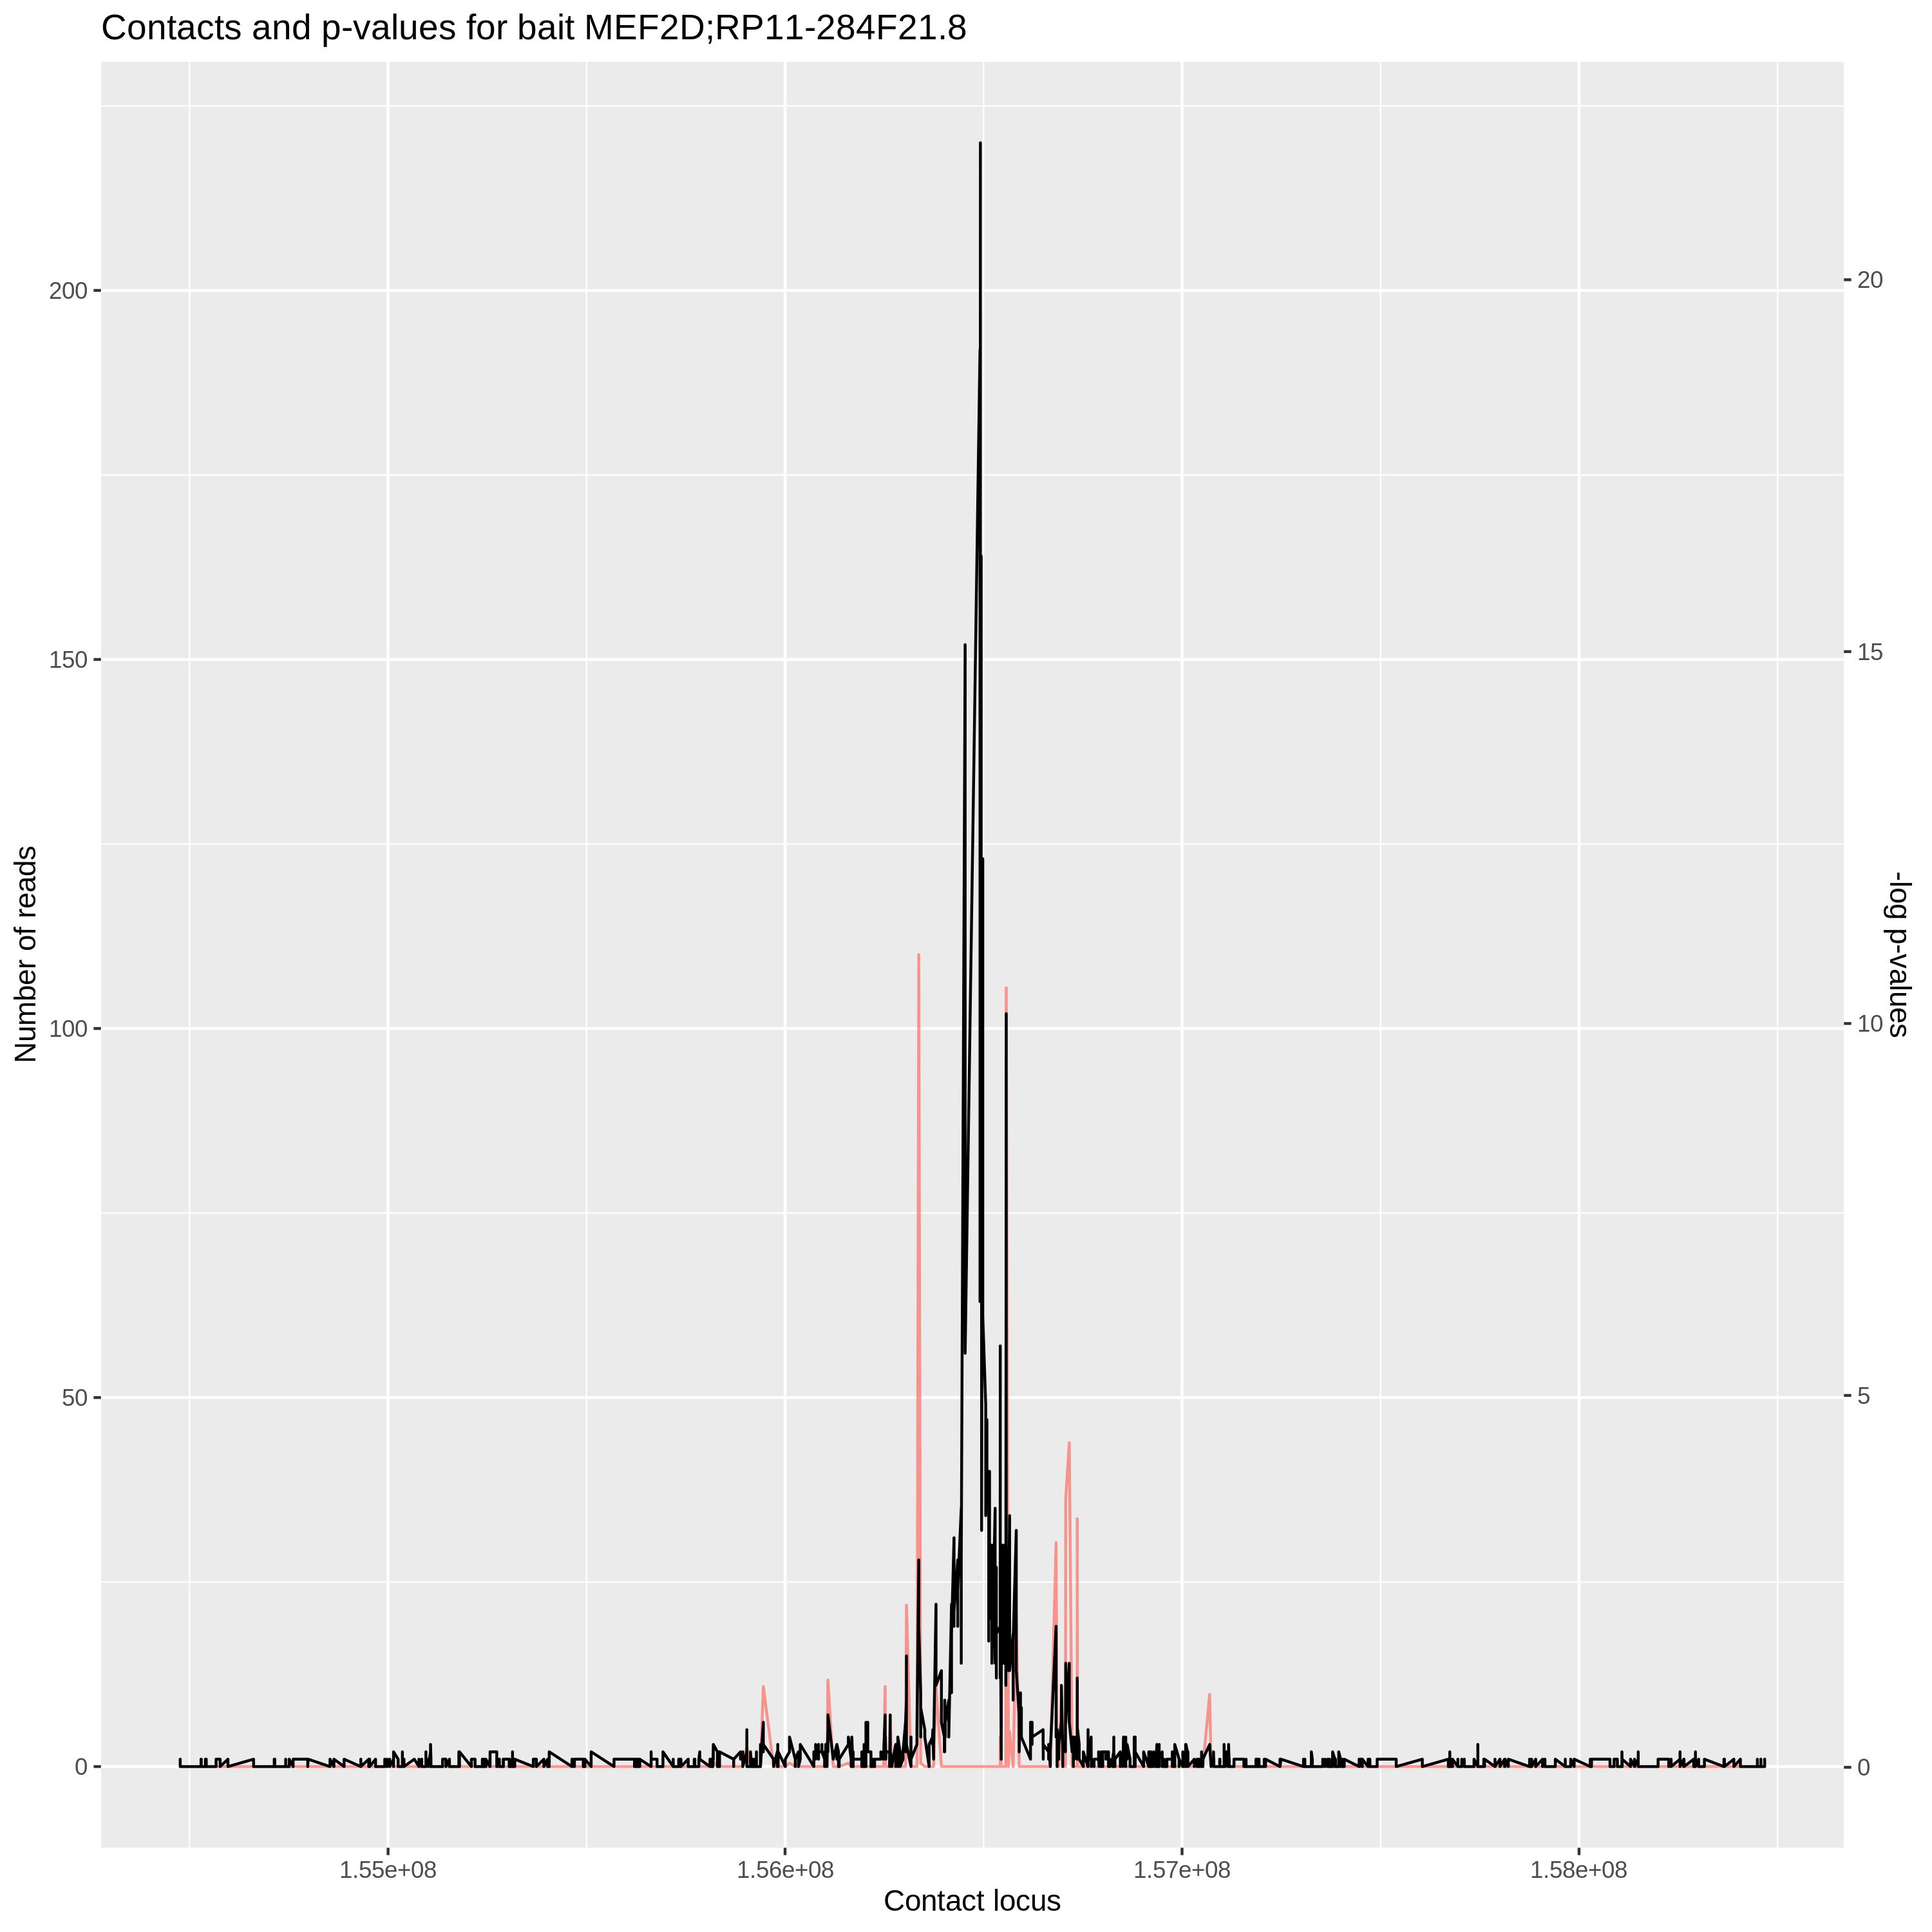 Contacts and p-values for bait MEF2D;RP11-284F21.8
Number of reads
200
150
100
50
0
20
15
10
5
0
-log p-values
1.55e+08
1.56e+08
1.57e+08
1.58e+08
Contact locus